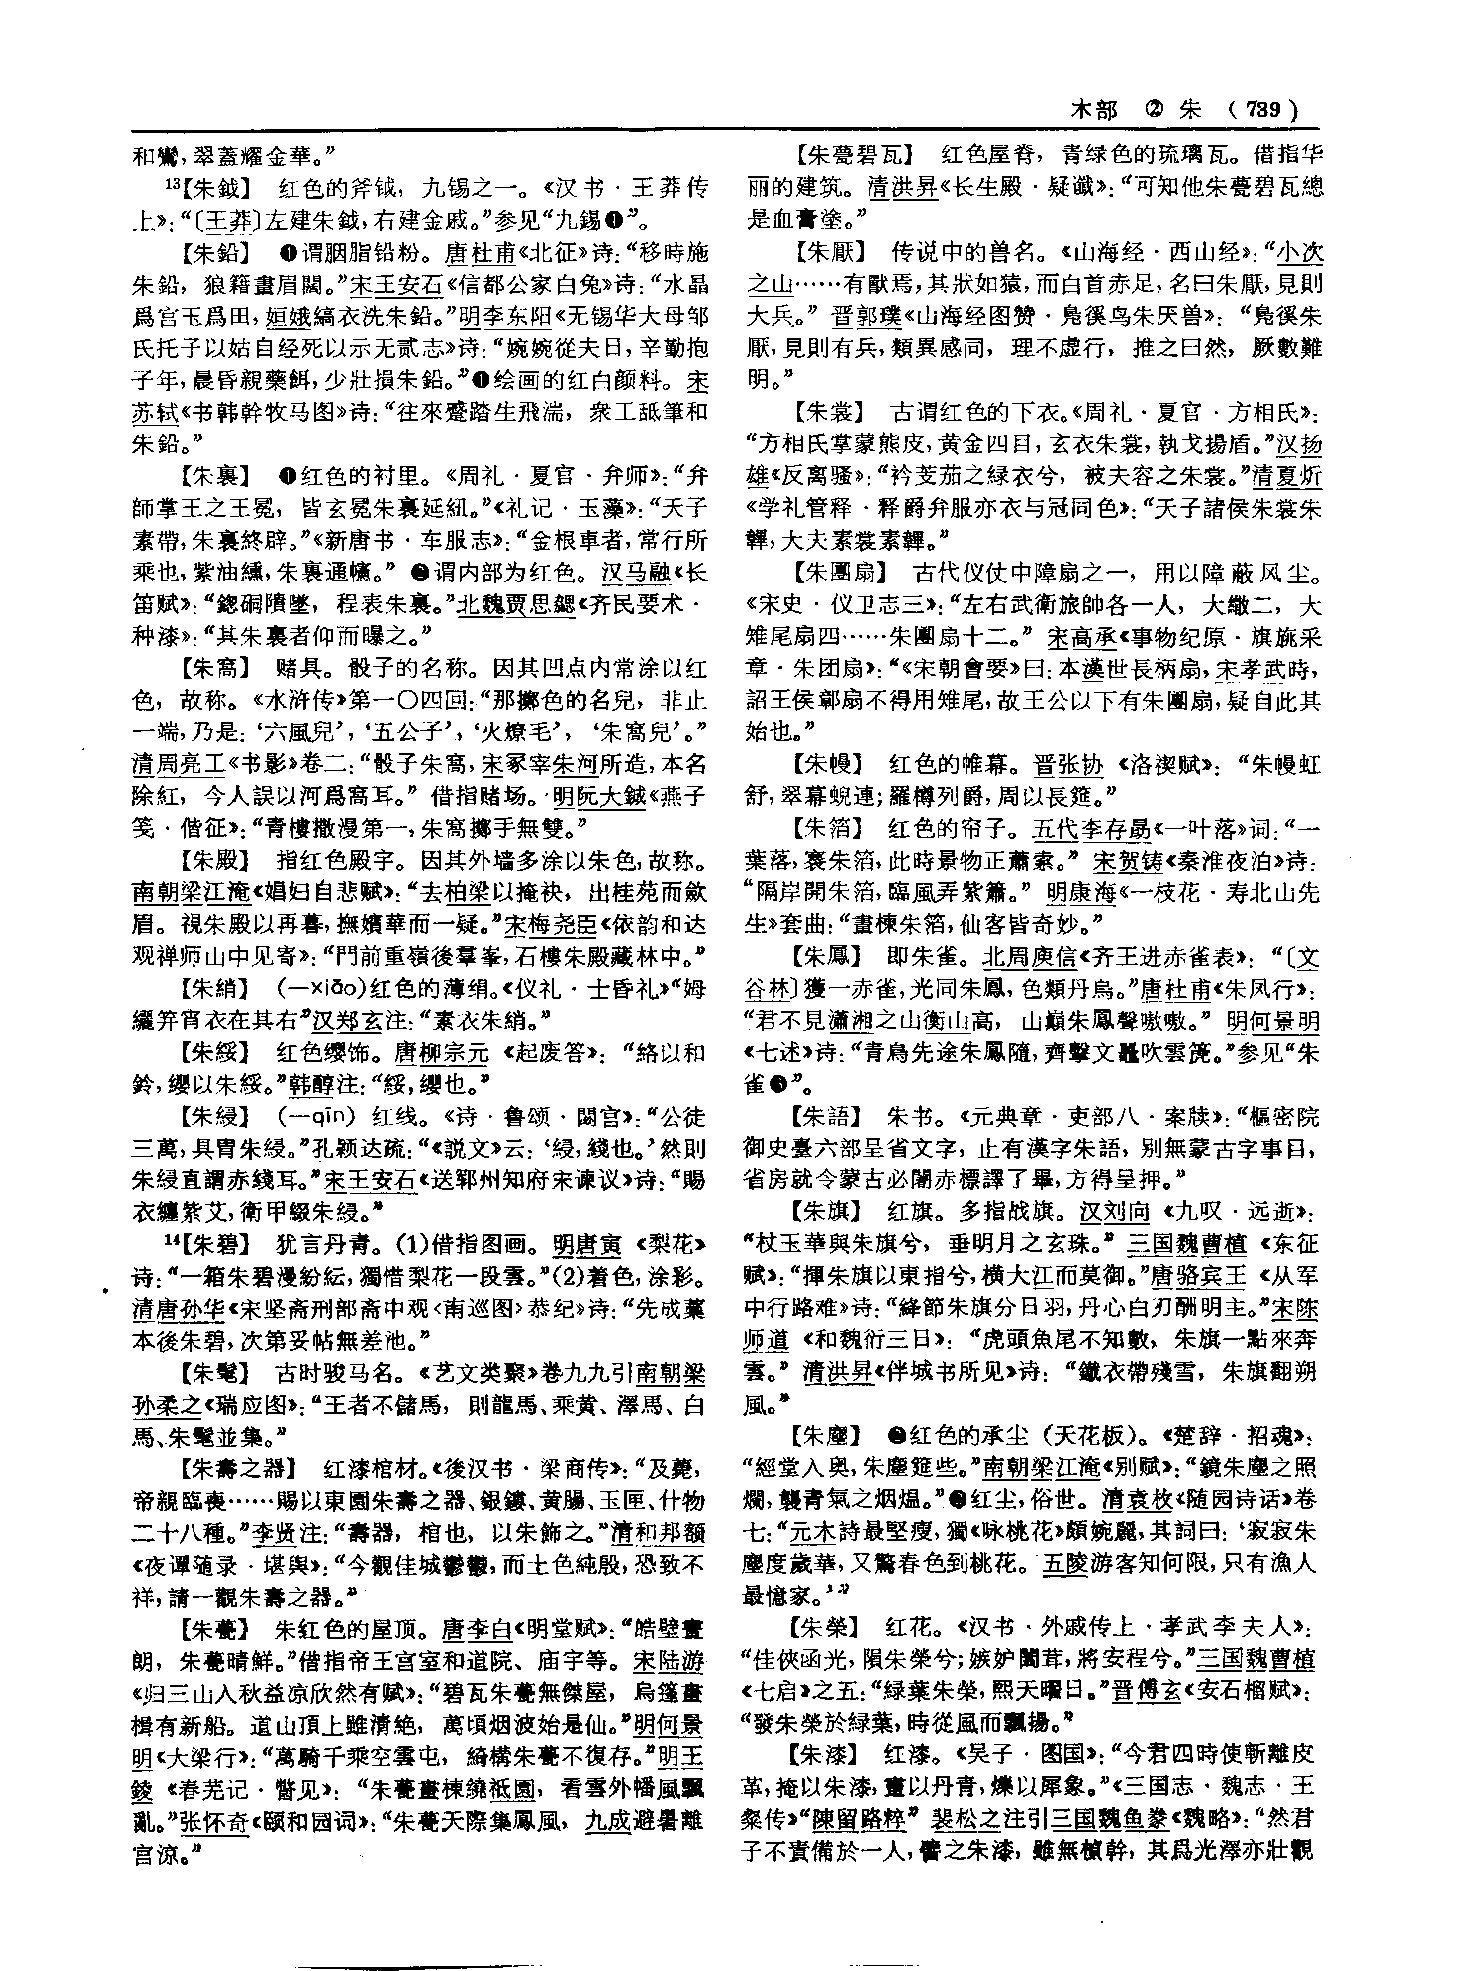 木部 ② 朱 (739)
和鸞，翠蓋耀金華。”
13【朱鉞】 红色的斧钺，九锡之一。《汉书·王莽传
上》：“〔王莽〕左建朱鉞，右建金戚。”参见“九錫❶”。
【朱鉛】 ❶谓胭脂铅粉。唐杜甫《北征》诗：“移時施
朱鉛，狼籍畫眉闊。”宋王安石《信都公家白兔》诗：“水晶
爲宫玉爲田，姮娥縞衣洗朱鉛。”明李东阳《无锡华大母邹
氏托子以姑自经死以示无贰志》诗：“婉婉從夫日，辛勤抱
子年，晨昏親藥餌，少壯損朱鉛。”❶绘画的红白颜料。宋
苏轼《书韩幹牧马图》诗：“往來蹙踏生飛湍，衆工舐筆和
朱鉛。”
【朱裏】 ❶红色的衬里。《周礼·夏官·弁师》：“弁
師掌王之王冕，皆玄冕朱裏延紐。”《礼记·玉藻》：“天子
素帶，朱裏終辟。”《新唐书·车服志》：“金根車者，常行所
乘也，紫油纁，朱裏通幰。” ❷谓内部为红色。汉马融《长
笛赋》：“鍃硐隤墜，程表朱裏。”北魏贾思勰《齐民要术·
种漆》：“其朱裏者仰而曝之。”
【朱窩】 赌具。骰子的名称。因其凹点内常涂以红
色，故称。《水浒传》第一〇四回：“那擲色的名兒，非止
一端，乃是：‘六風兒’，‘五公子’，‘火燎毛’，‘朱窩兒’。”
清周亮工《书影》卷二：“骰子朱窩，宋冢宰朱河所造，本名
除紅，今人誤以河爲窩耳。” 借指赌场。明阮大鋮《燕子
笺·偕征》：“青樓撒漫第一，朱窩擲手無雙。”
【朱殿】 指红色殿宇。因其外墙多涂以朱色，故称。
南朝梁江淹《娼妇自悲赋》：“去柏梁以掩袂，出桂苑而斂
眉。視朱殿以再暮，撫嬪華而一疑。”宋梅尧臣《依韵和达
观禅师山中见寄》：“門前重嶺後羣峯，石樓朱殿藏林中。”
【朱綃】 (—xiāo)红色的薄绢。《仪礼·士昏礼》“姆
纚笄宵衣在其右”汉郑玄注：“素衣朱綃。”
【朱綏】 红色缨饰。唐柳宗元《起废答》：“絡以和
鈴，缨以朱綏。”韩醇注：“綏，缨也。”
【朱綅】 (—qīn) 红线。《诗·鲁颂·閟宫》：“公徒
三萬，具胄朱綅。”孔颖达疏：“《説文》云：‘綅，綫也。’然則
朱綅直謂赤綫耳。”宋王安石《送郓州知府宋谏议》诗：“賜
衣纏紫艾，衛甲綴朱綅。”
14【朱碧】 犹言丹青。(1)借指图画。明唐寅《梨花》
诗：“一箱朱碧漫紛紜，獨惜梨花一段雲。”(2)着色，涂彩。
清唐孙华《宋坚斋刑部斋中观〈南巡图〉恭纪》诗：“先成藁
本後朱碧，次第妥帖無差池。”
【朱髦】 古时骏马名。《艺文类聚》卷九九引南朝梁
孙柔之《瑞应图》：“王者不儲馬，則龍馬、乘黄、澤馬、白
馬、朱髦並集。”
【朱壽之器】 红漆棺材。《後汉书·梁商传》：“及薨，
帝親臨喪……賜以東園朱壽之器、銀鏤、黄腸、玉匣、什物
二十八種。”李贤注：“壽器，棺也，以朱飾之。”清和邦额
《夜谭随录·堪舆》：“今觀佳城鬱鬱，而土色純殷，恐致不
祥，請一觀朱壽之器。”
【朱甍】 朱红色的屋顶。唐李白《明堂赋》：“皓壁晝
朗，朱甍晴鮮。”借指帝王宫室和道院、庙宇等。宋陆游
《归三山入秋益凉欣然有赋》：“碧瓦朱甍無傑屋，烏篷畫
楫有新船。道山頂上雖清絶，萬頃烟波始是仙。”明何景
明《大梁行》：“萬騎千乘空雲屯，綺構朱甍不復存。”明王
錂《春芜记·瞥见》：“朱甍畫棟繞祗園，看雲外幡風飄
亂。”张怀奇《颐和园词》：“朱甍天際集鳳凰，九成避暑離
宫凉。”
【朱甍碧瓦】 红色屋脊，青绿色的琉璃瓦。借指华
丽的建筑。清洪昇《长生殿·疑谶》：“可知他朱甍碧瓦總
是血膏塗。”
【朱厭】 传说中的兽名。《山海经·西山经》：“小次
之山……有獸焉，其狀如猿，而白首赤足，名曰朱厭，見則
大兵。” 晋郭璞《山海经图赞·凫徯鸟朱厌兽》：“鳧徯朱
厭，見則有兵，類異感同，理不虚行，推之曰然，厥數難
明。”
【朱裳】 古谓红色的下衣。《周礼·夏官·方相氏》：
“方相氏掌蒙熊皮，黄金四目，玄衣朱裳，執戈揚盾。”汉扬
雄《反离骚》：“衿芰茄之緑衣兮，被夫容之朱裳。”清夏炘
《学礼管释·释爵弁服亦衣与冠同色》：“天子諸侯朱裳朱
韠，大夫素裳素韠。”
【朱團扇】 古代仪仗中障扇之一，用以障蔽风尘。
《宋史·仪卫志三》：“左右武衛旅帥各一人，大繖二，大
雉尾扇四……朱團扇十二。” 宋高承《事物纪原·旗旐采
章·朱团扇》：“《宋朝會要》曰：本漢世長柄扇，宋孝武時，
詔王侯鄣扇不得用雉尾，故王公以下有朱團扇，疑自此其
始也。”
【朱幔】 红色的帷幕。晋张协《洛禊赋》：“朱幔虹
舒，翠幕蜺連；羅樽列爵，周以長筵。”
【朱箔】 红色的帘子。五代李存勗《一叶落》词：“一
葉落，褰朱箔，此時景物正蕭索。” 宋贺铸《秦淮夜泊》诗：
“隔岸開朱箔，臨風弄紫簫。” 明康海《一枝花·寿北山先
生》套曲：“畫楝朱箔，仙客皆奇妙。”
【朱鳳】 即朱雀。北周庾信《齐王进赤雀表》：“〔文
谷林〕獲一赤雀，光同朱鳳，色類丹烏。”唐杜甫《朱凤行》：
“君不見瀟湘之山衡山高，山巔朱鳳聲嗷嗷。” 明何景明
《七述》诗：“青鳥先途朱鳳隨，齊擊文鼉吹雲箎。”参见“朱
雀❸”。
【朱語】 朱书。《元典章·吏部八·案牍》：“樞密院
御史臺六部呈省文字，止有漢字朱語，别無蒙古字事目，
省房就令蒙古必闍赤標譯了畢，方得呈押。”
【朱旗】 红旗。多指战旗。汉刘向《九叹·远逝》：
“杖玉華與朱旗兮，垂明月之玄珠。” 三国魏曹植《东征
赋》：“揮朱旗以東指兮，横大江而莫御。”唐骆宾王《从军
中行路难》诗：“絳節朱旗分日羽，丹心白刃酬明主。”宋陈
师道《和魏衍三日》：“虎頭魚尾不知數，朱旗一點來奔
雲。” 清洪昇《伴城书所见》诗：“鐵衣帶殘雪，朱旗翻朔
風。”
【朱塵】 ❶红色的承尘（天花板）。《楚辞·招魂》：
“經堂入奥，朱塵筵些。”南朝梁江淹《别赋》：“鏡朱塵之照
爛，襲青氣之烟煴。”❷红尘，俗世。清袁枚《随园诗话》卷
七：“元木詩最堅瘦，獨《咏桃花》頗婉麗，其詞曰：‘寂寂朱
塵度歲華，又驚春色到桃花。五陵游客知何限，只有漁人
最憶家。’”
【朱榮】 红花。《汉书·外戚传上·孝武李夫人》：
“佳俠函光，隕朱榮兮；嫉妒闟茸，將安程兮。”三国魏曹植
《七启》之五：“緑葉朱榮，熙天曜日。”晋傅玄《安石榴赋》：
“發朱榮於緑葉，時從風而飄揚。”
【朱漆】 红漆。《吴子·图国》：“今君四時使斬離皮
革，掩以朱漆，畫以丹青，爍以犀象。”《三国志·魏志·王
粲传》“陳留路粹” 裴松之注引三国魏鱼豢《魏略》：“然君
子不責備於一人，譬之朱漆，雖無楨幹，其爲光澤亦壯觀